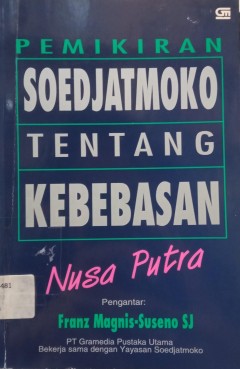 PEMIKIRAN
SOEDJATMOKO
TENTANG
KEBEBASAN
Nusa Putra
Pengantar:
Franz Magnis-Suseno SJ
PT Gramedia Pustaka Utama
Bekerja sama dengan Yayasan Soedjatmoko
481